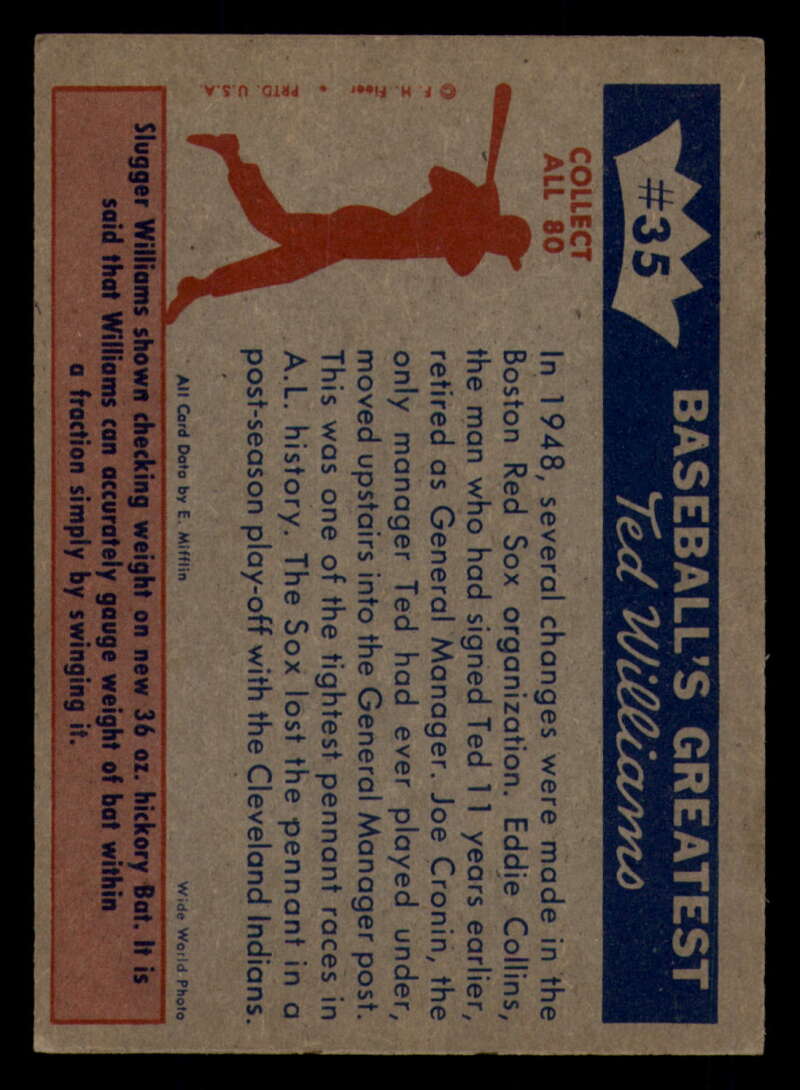 #35
BASEBALL'S GREATEST
Ted Williams
COLLECT
ALL 80
In 1948, several changes were made in the
Boston Red Sox organization. Eddie Collins,
the man who had signed Ted 11 years earlier,
retired as General Manager. Joe Cronin, the
only manager Ted had ever played under,
moved upstairs into the General Manager post.
This was one of the tightest pennant races in
A.L. history. The Sox lost the pennant in a
post-season play-off with the Cleveland Indians.
© F. H. Fleer • PRTD. U.S.A.
All Card Data by E. Mifflin
Wide World Photo
Slugger Williams shown checking weight on new 36 oz. hickory Bat. It is
said that Williams can accurately gauge weight of bat within
a fraction simply by swinging it.